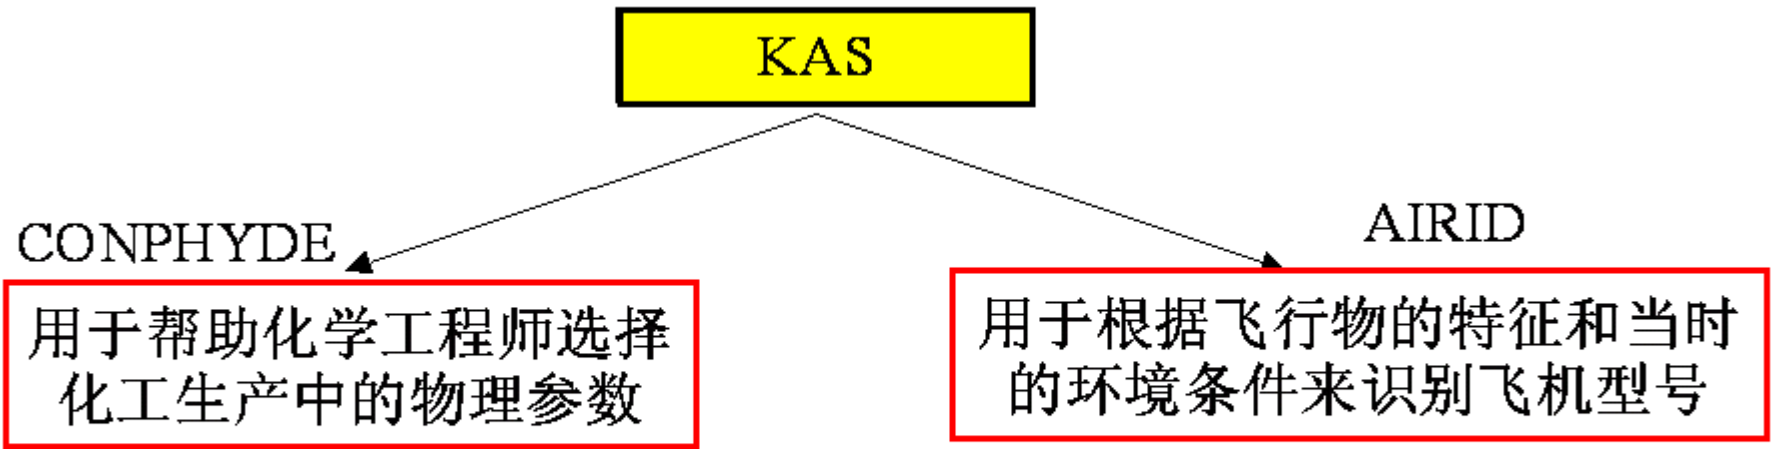 KAS
CONPHYDE
用于帮助化学工程师选择
化工生产中的物理参数
AIRID
用于根据飞行物的特征和当时
的环境条件来识别飞机型号